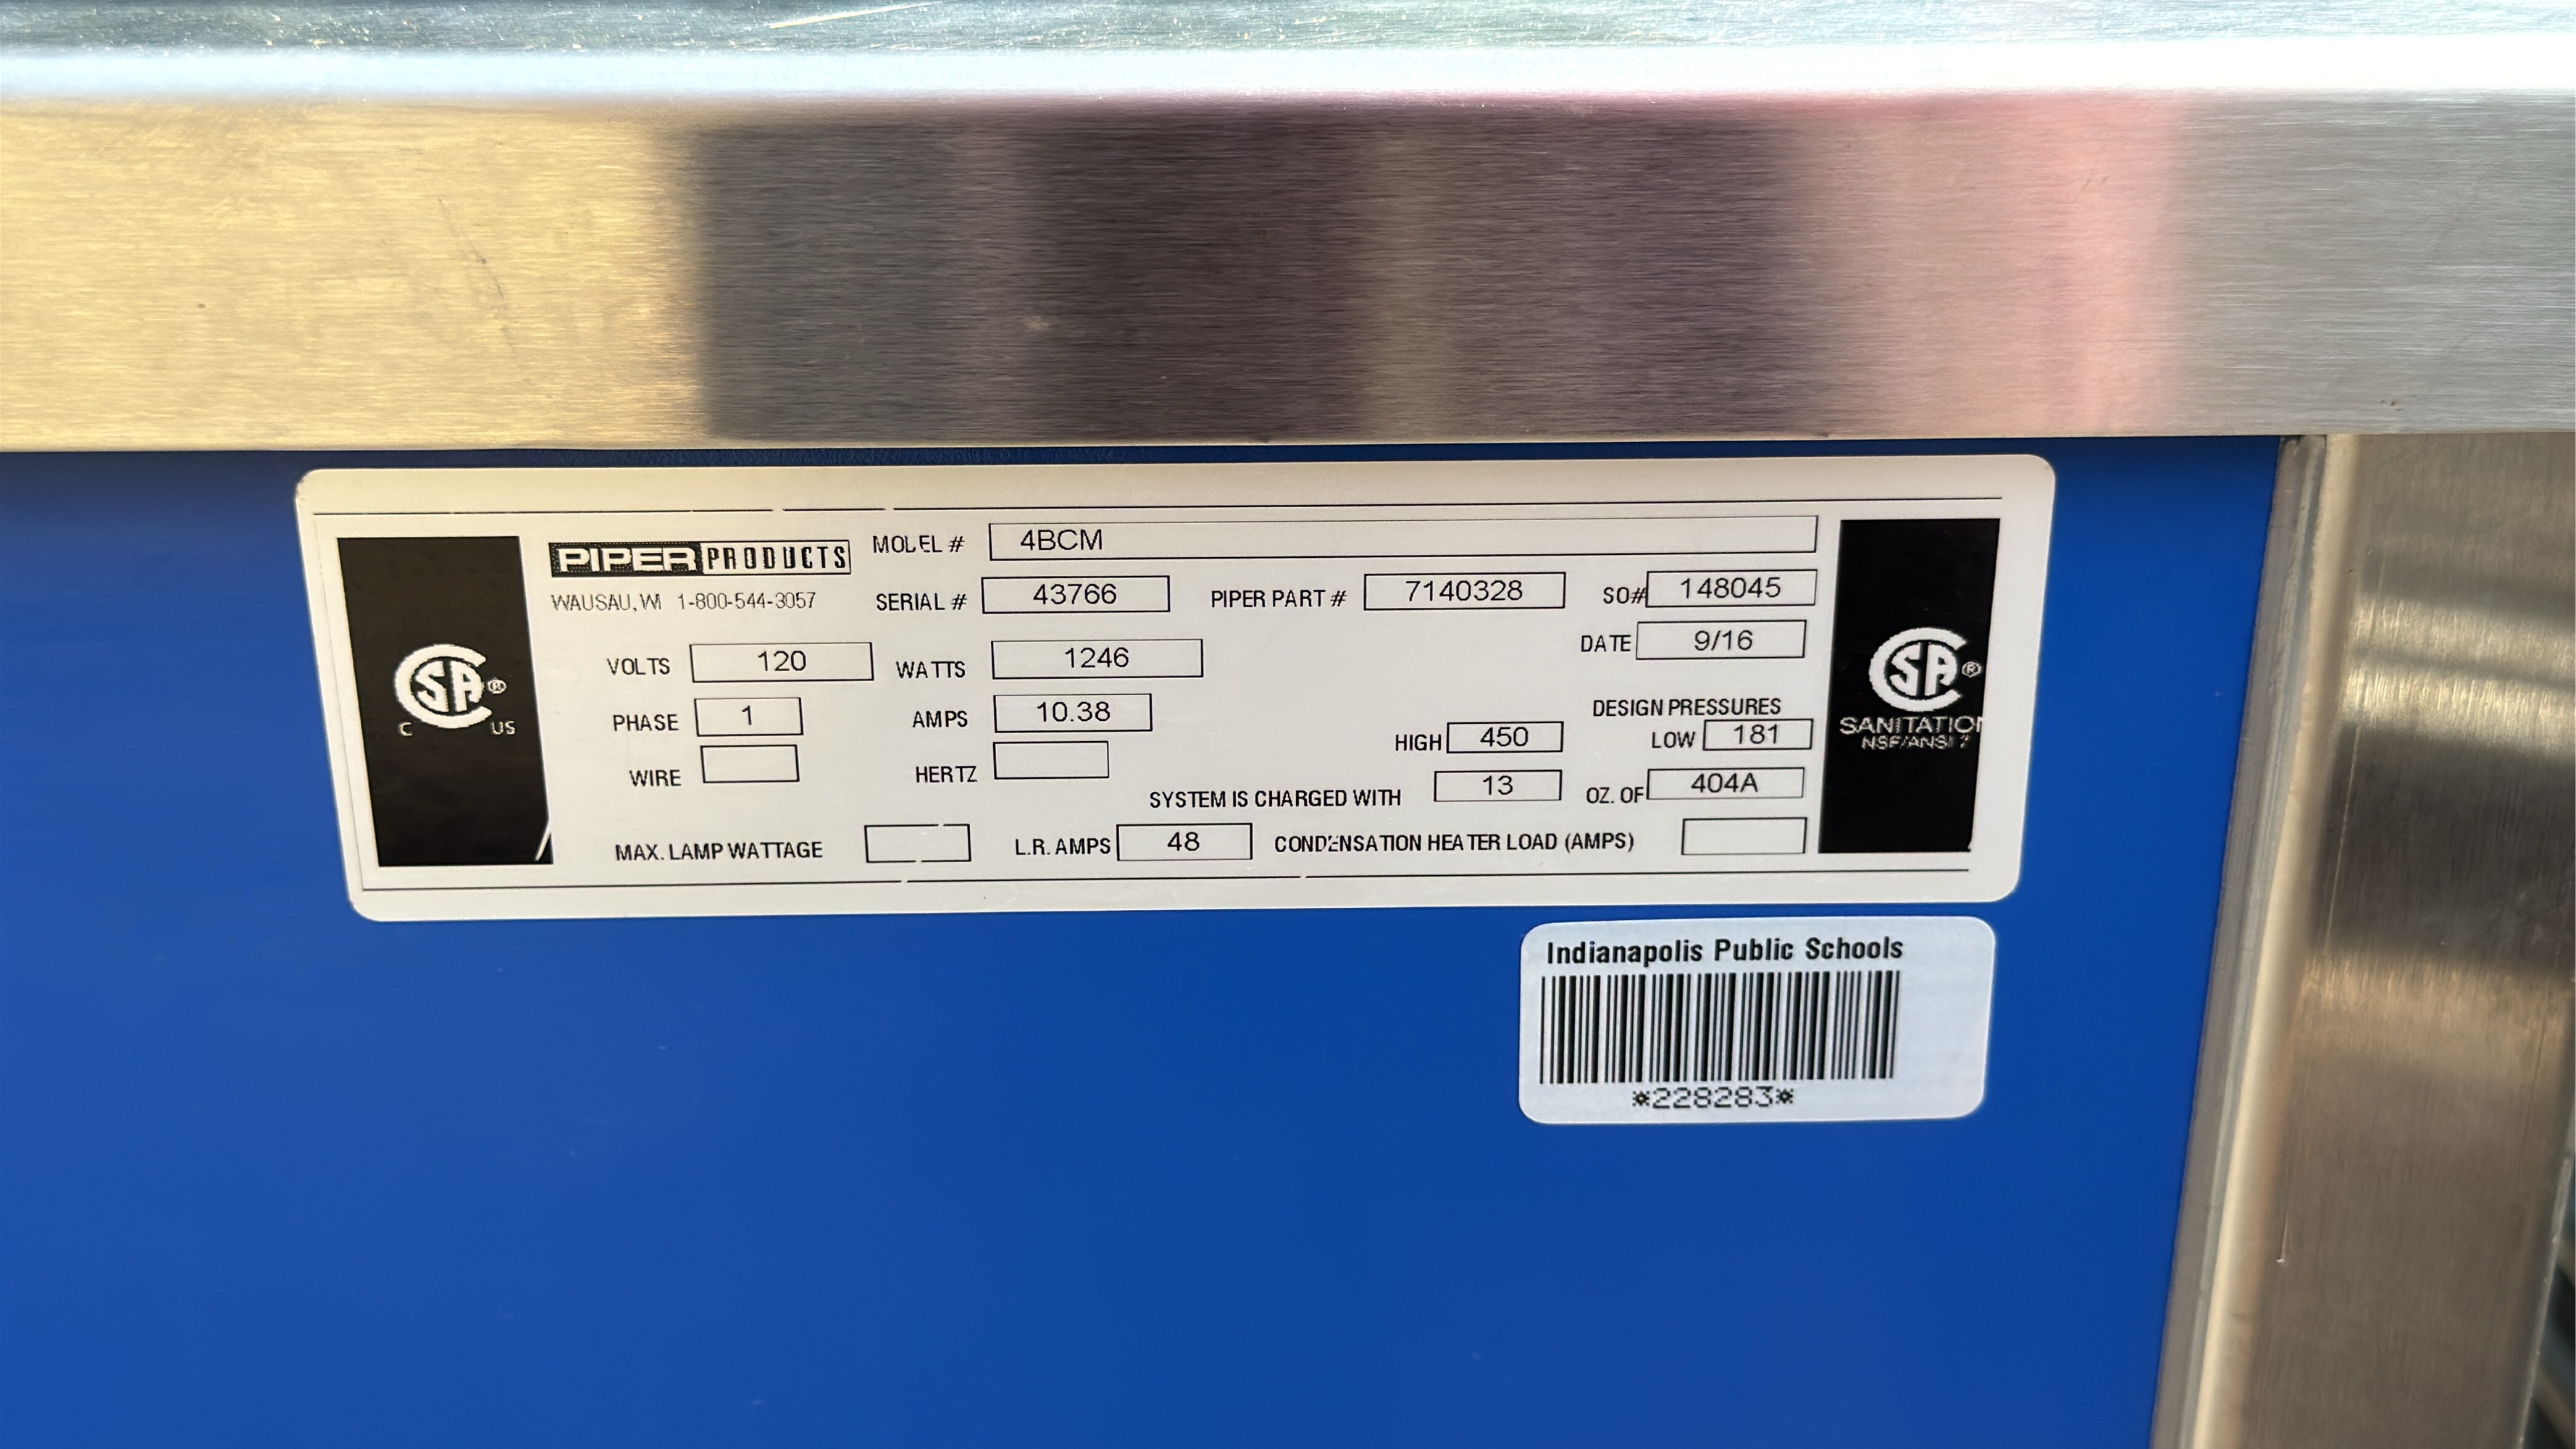 PIPER PRODUCTS
WAUSAU, WI 1-800-544-3057
MODEL # 4BCM
SERIAL # 43766 PIPER PART # 7140328 SO# 148045
DATE 9/16
VOLTS 120 WATTS 1246
PHASE 1 AMPS 10.38
DESIGN PRESSURES
HIGH 450 LOW 181
WIRE HERTZ
SYSTEM IS CHARGED WITH 13 OZ. OF 404A
MAX. LAMP WATTAGE L.R. AMPS 48 CONDENSATION HEATER LOAD (AMPS)
CSA ®
C US
CSA ®
SANITATION
NSF/ANSI 7
Indianapolis Public Schools
*228283*